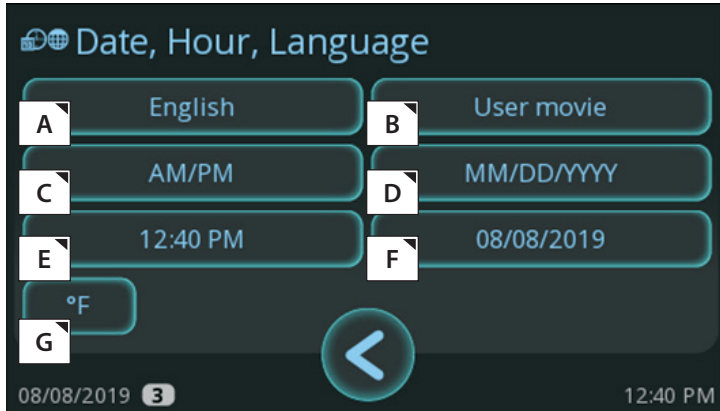 Date, Hour, Language
A English
B User movie
C AM/PM
D MM/DD/YYYY
E 12:40 PM
F 08/08/2019
G °F
08/08/2019 3
12:40 PM